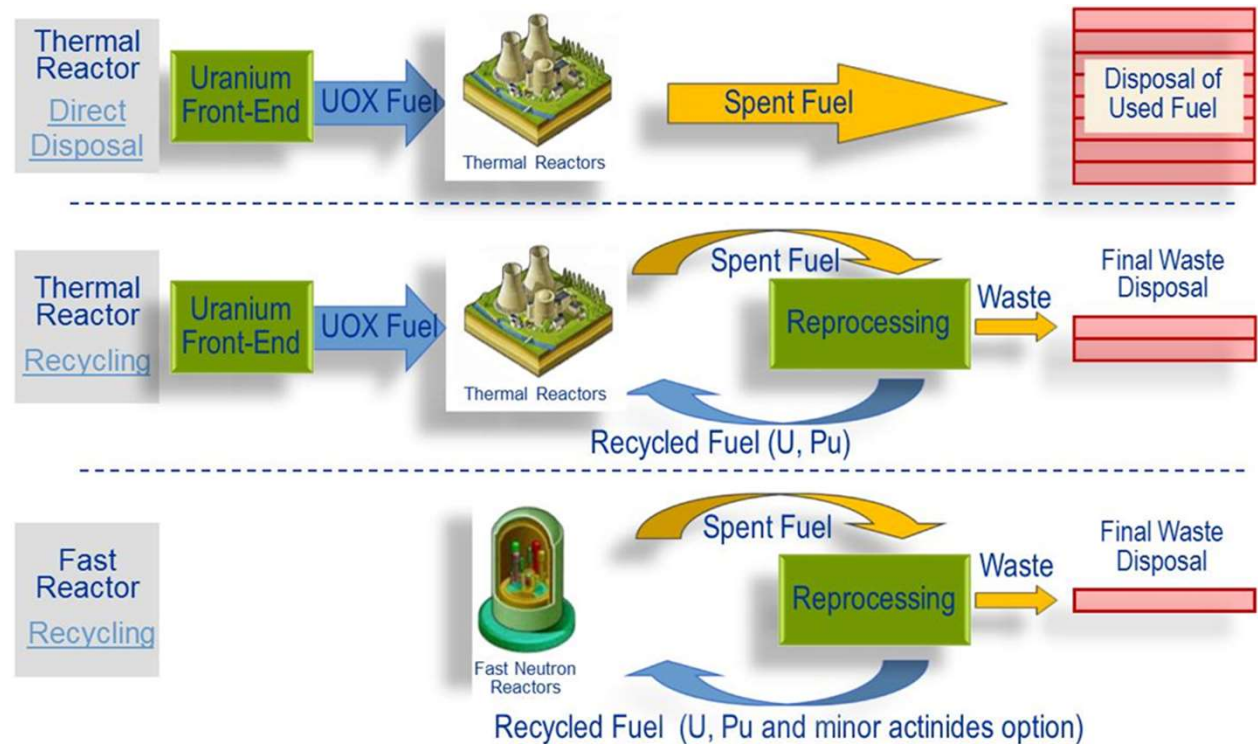 Thermal
Reactor
Direct
Disposal
Uranium
Front-End
UOX Fuel
Thermal Reactors
Spent Fuel
Disposal of
Used Fuel
Thermal
Reactor
Recycling
Uranium
Front-End
UOX Fuel
Thermal Reactors
Spent Fuel
Reprocessing
Waste
Final Waste
Disposal
Recycled Fuel (U, Pu)
Fast
Reactor
Recycling
Fast Neutron
Reactors
Spent Fuel
Reprocessing
Waste
Final Waste
Disposal
Recycled Fuel (U, Pu and minor actinides option)